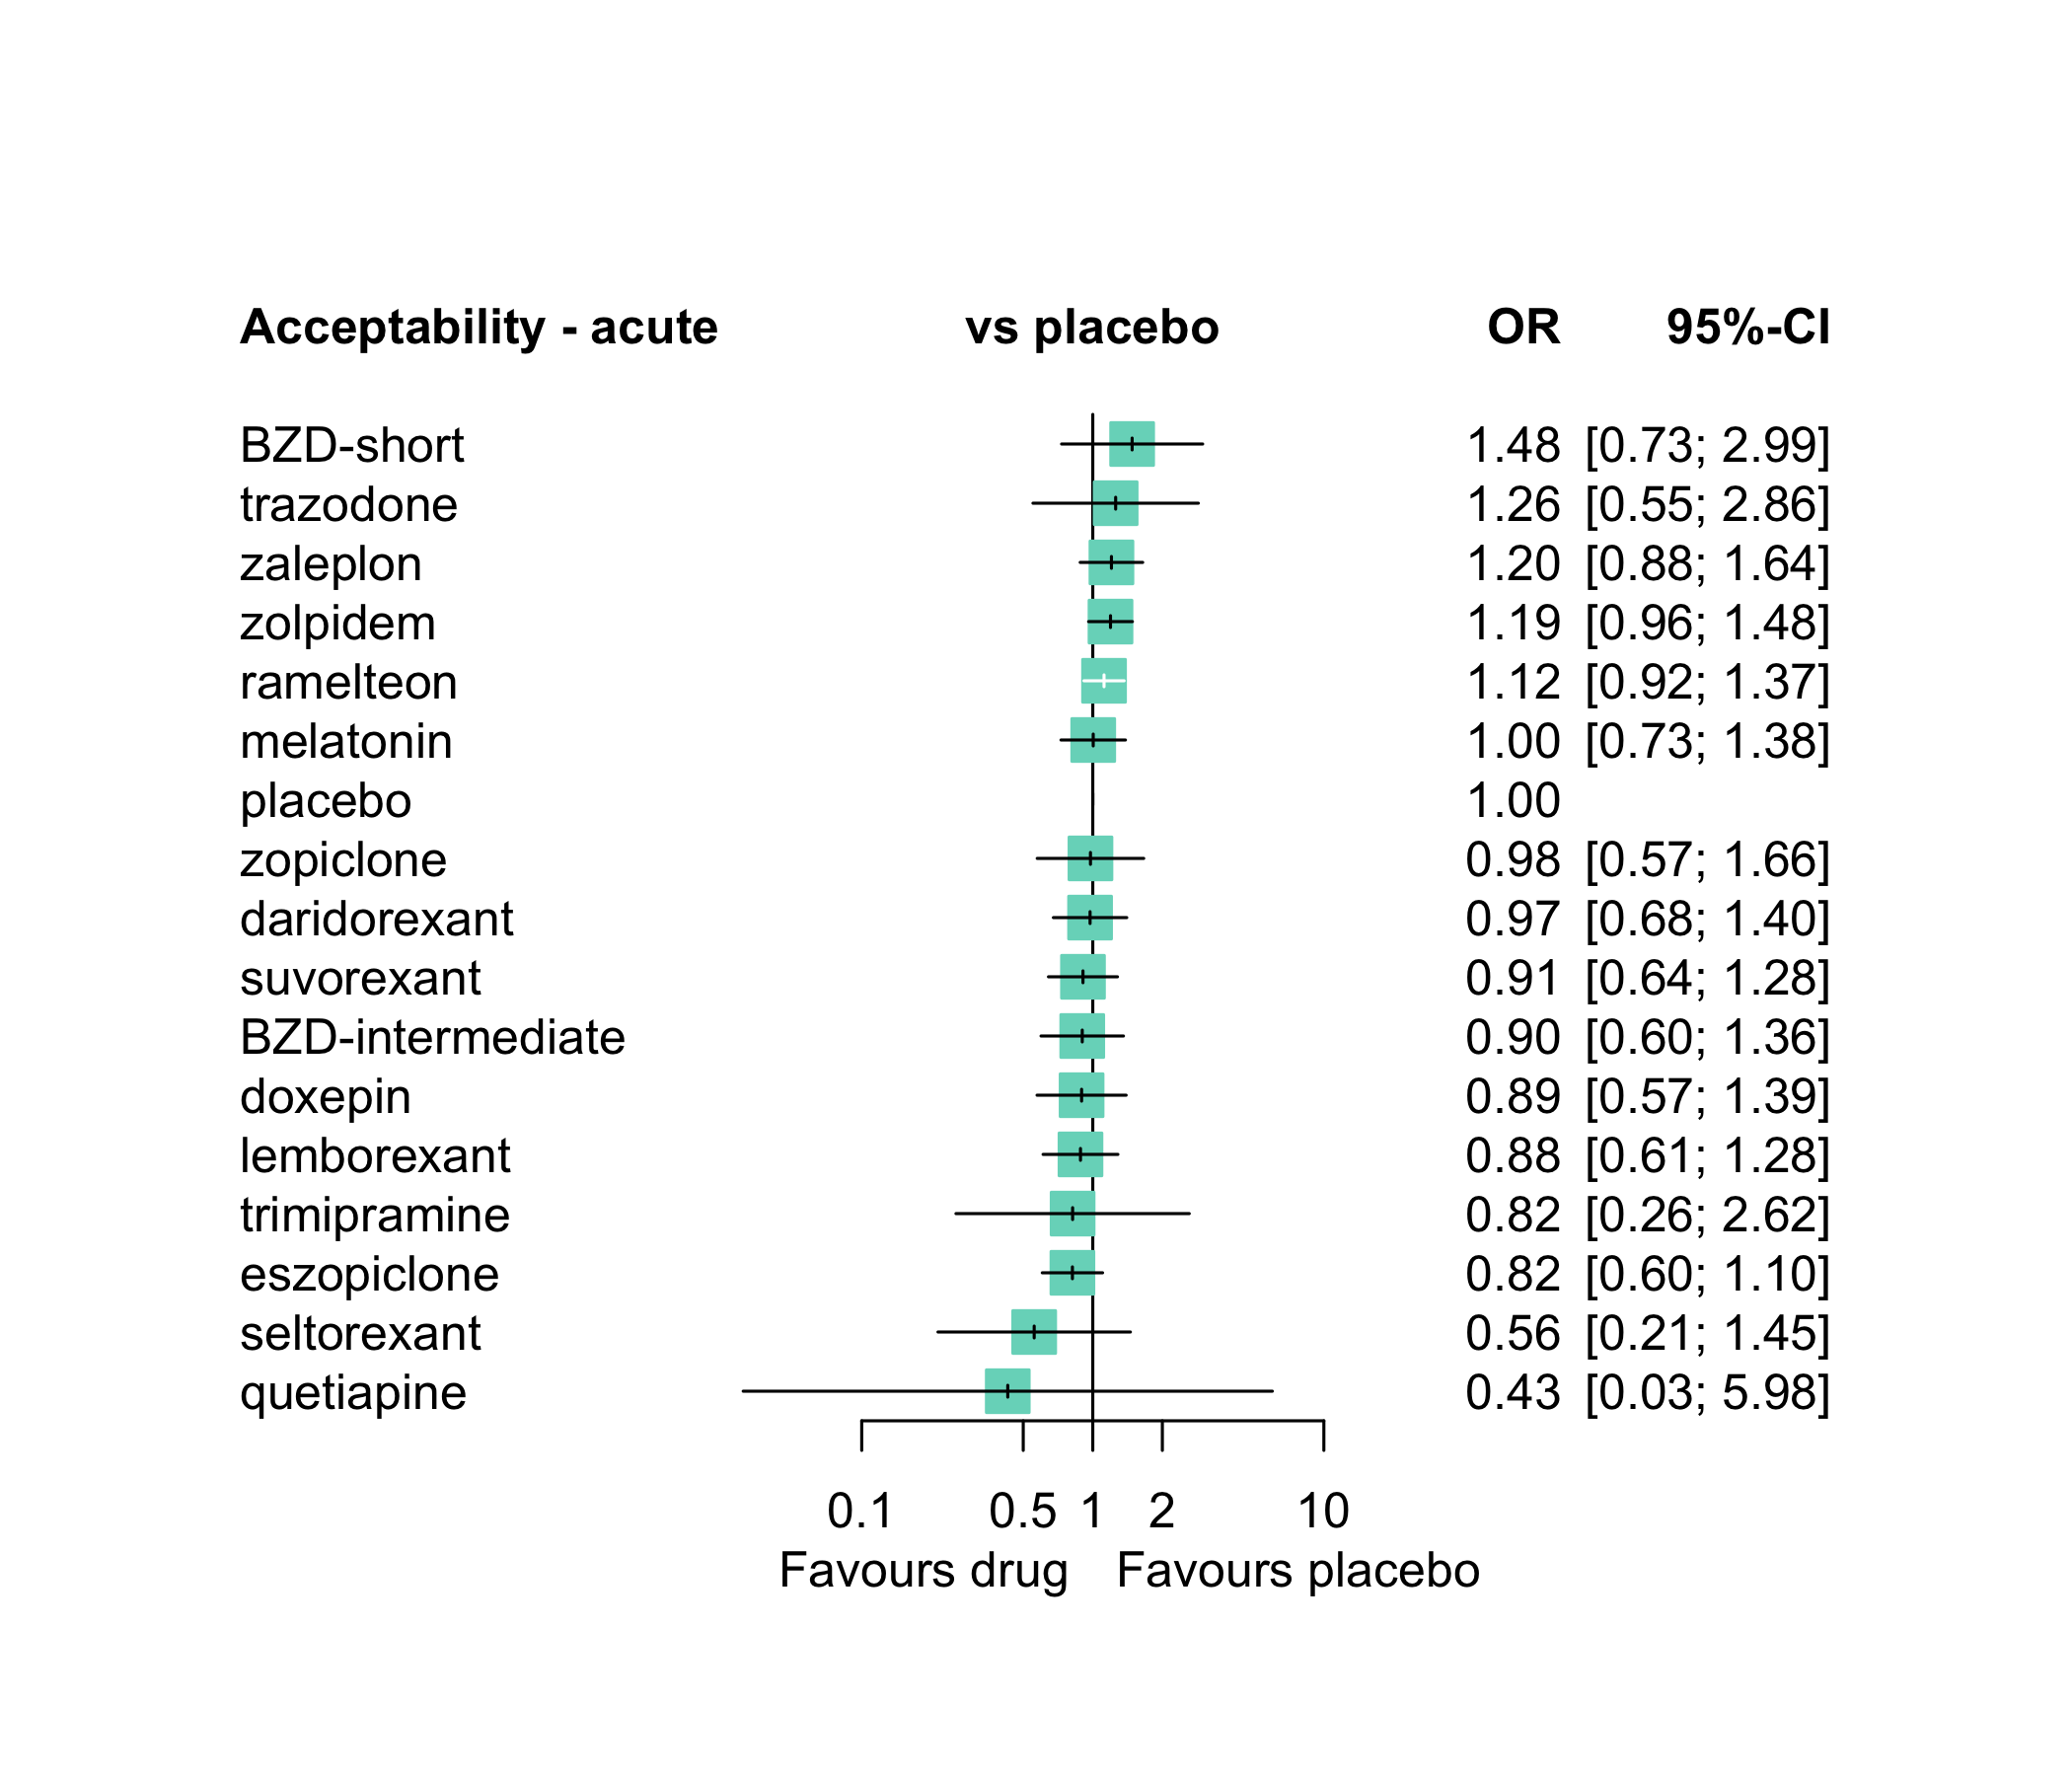 Acceptability - acute vs placebo OR 95%-CI
BZD-short 1.48 [0.73; 2.99]
trazodone 1.26 [0.55; 2.86]
zaleplon 1.20 [0.88; 1.64]
zolpidem 1.19 [0.96; 1.48]
ramelteon 1.12 [0.92; 1.37]
melatonin 1.00 [0.73; 1.38]
placebo 1.00
zopiclone 0.98 [0.57; 1.66]
daridorexant 0.97 [0.68; 1.40]
suvorexant 0.91 [0.64; 1.28]
BZD-intermediate 0.90 [0.60; 1.36]
doxepin 0.89 [0.57; 1.39]
lemborexant 0.88 [0.61; 1.28]
trimipramine 0.82 [0.26; 2.62]
eszopiclone 0.82 [0.60; 1.10]
seltorexant 0.56 [0.21; 1.45]
quetiapine 0.43 [0.03; 5.98]
0.1 0.5 1 2 10
Favours drug Favours placebo